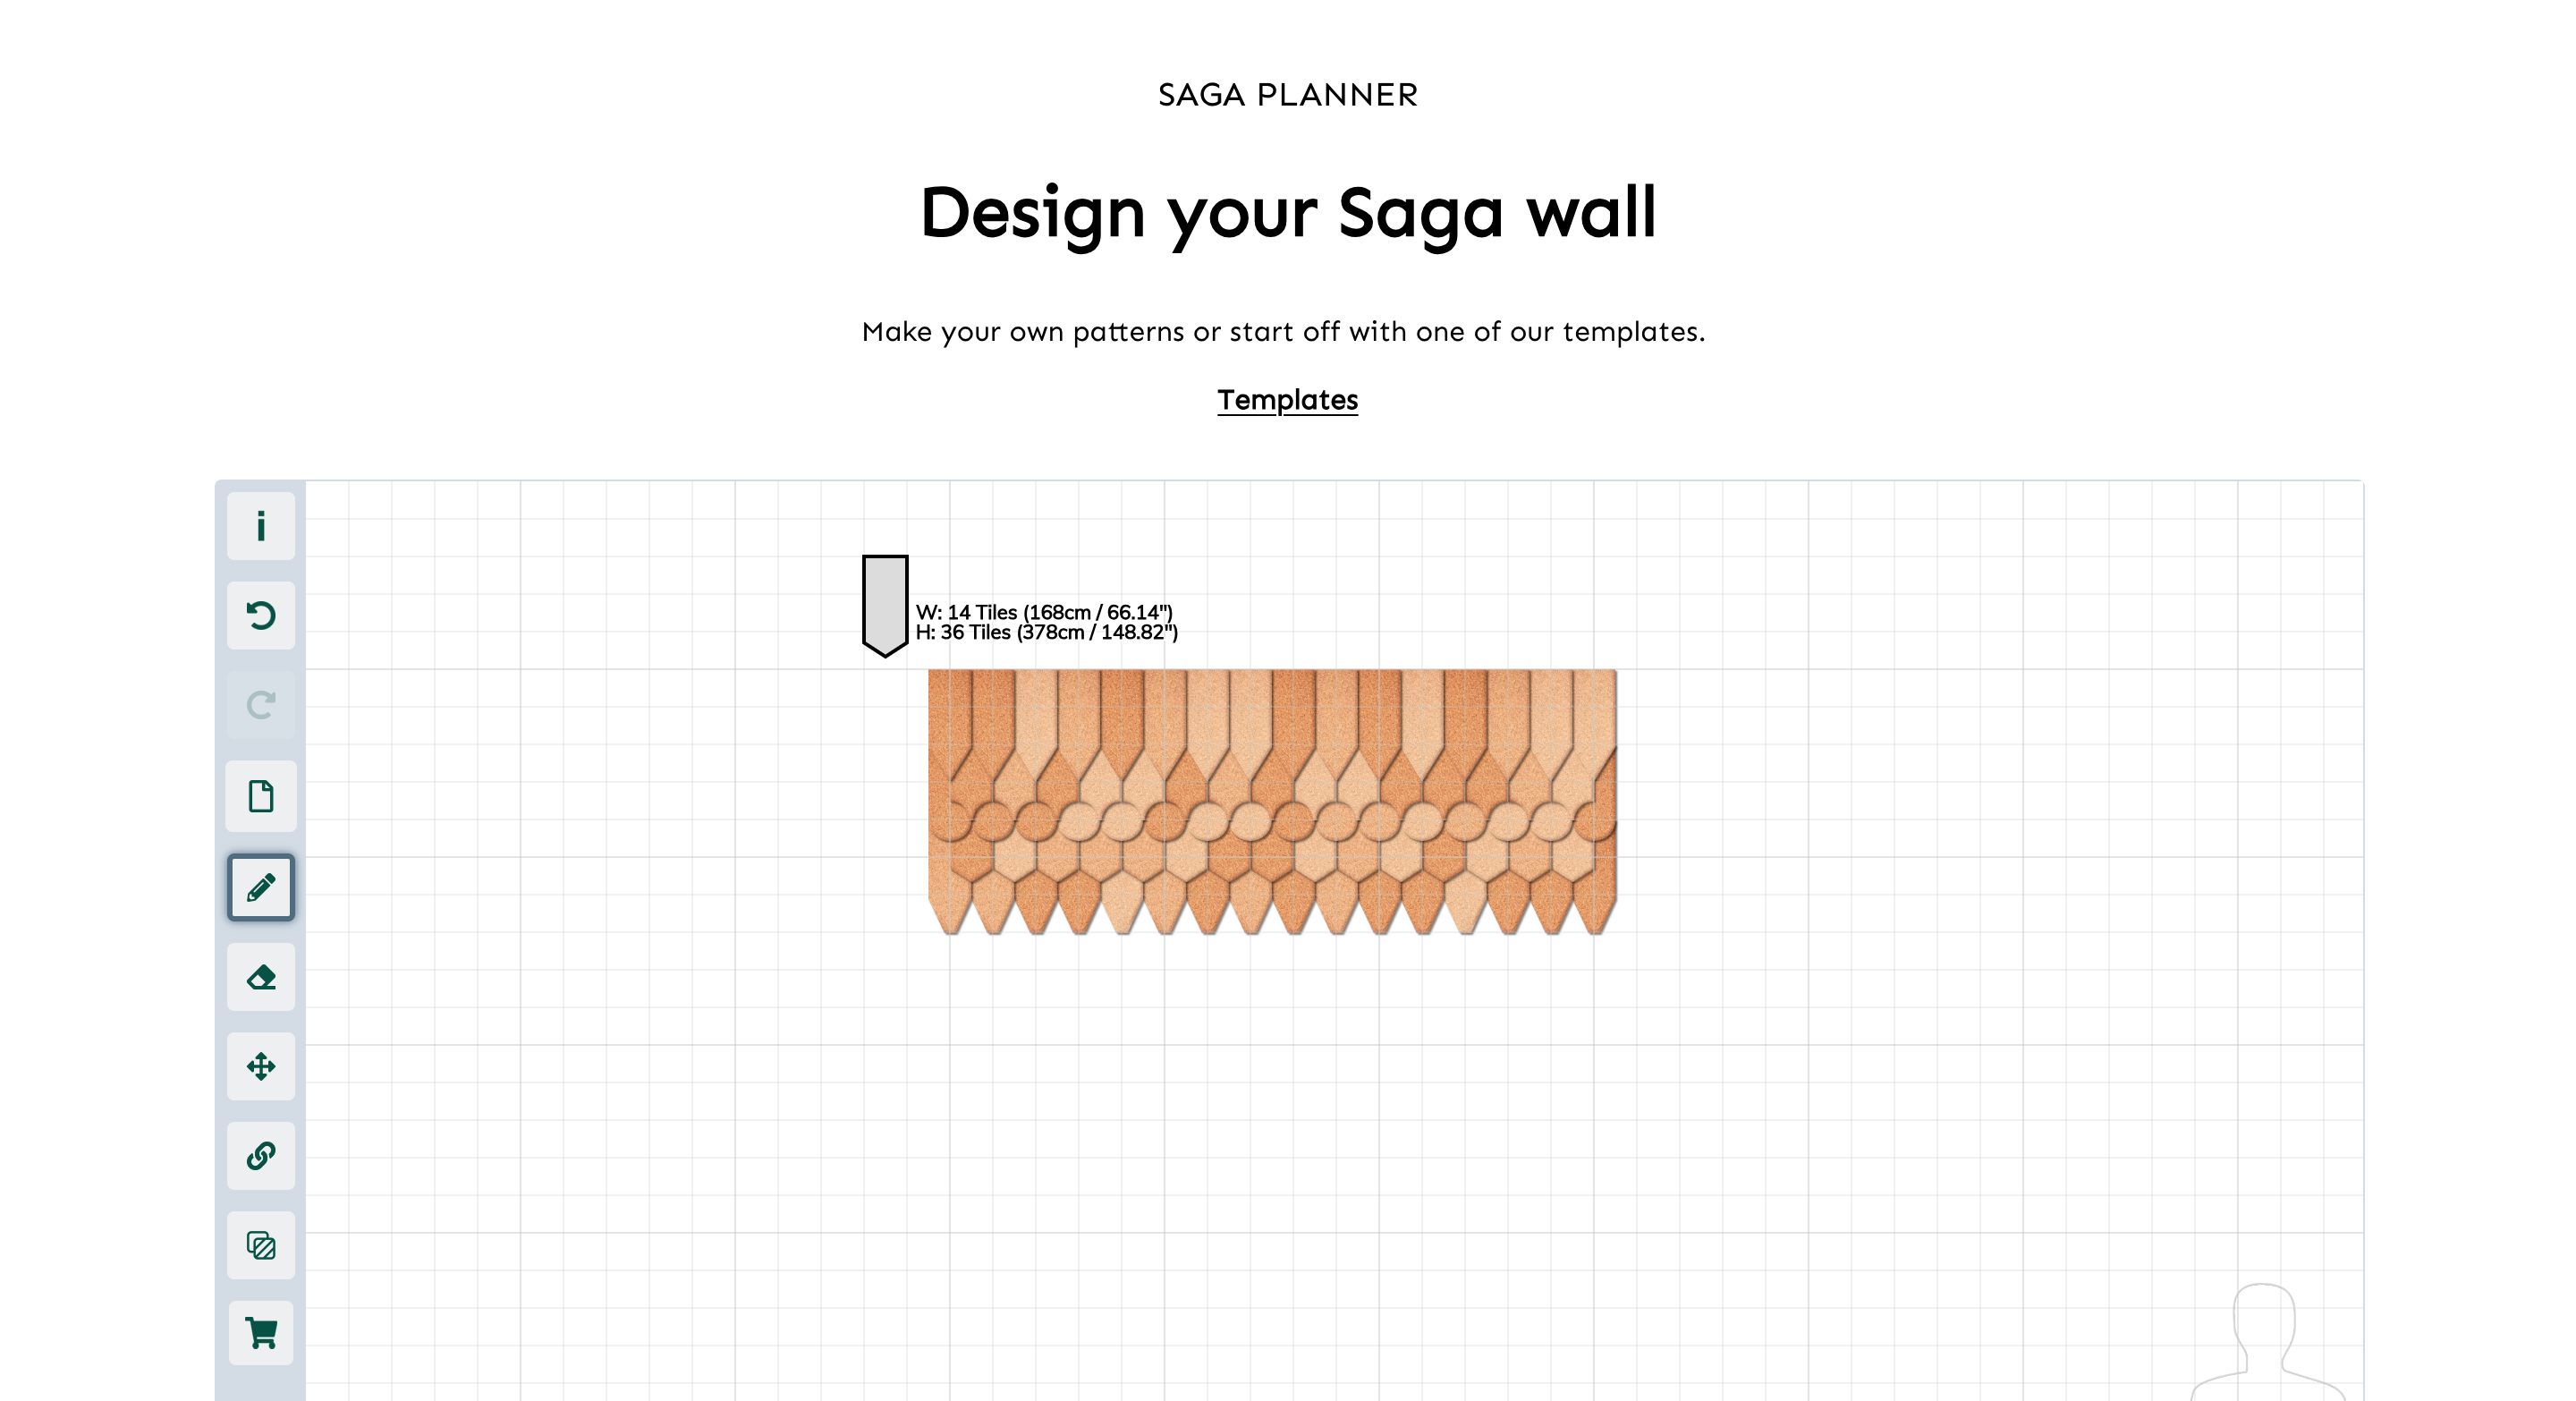 SAGA PLANNER
Design your Saga wall
Make your own patterns or start off with one of our templates.
Templates
W: 14 Tiles (168cm / 66.14")
H: 36 Tiles (378cm / 148.82")